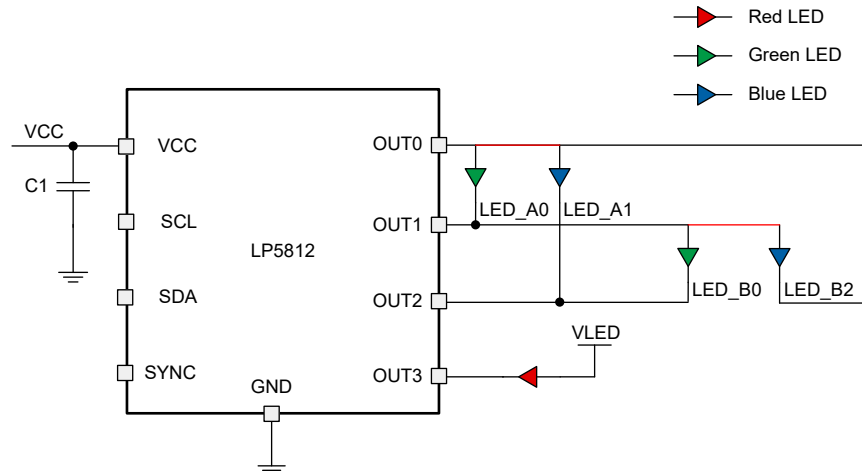 Red LED
Green LED
Blue LED
VCC
VCC
OUT0
C1
LED_A0
LED_A1
SCL
OUT1
LP5812
SDA
OUT2
LED_B0
LED_B2
VLED
SYNC
GND
OUT3